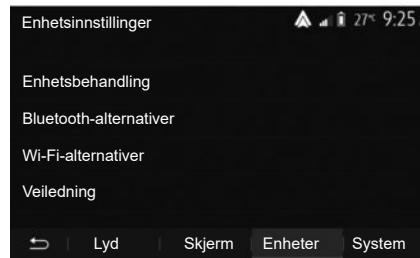 Enhetsinnstillinger 27°C 9:25
Enhetsbehandling
Bluetooth-alternativer
Wi-Fi-alternativer
Veiledning
Lyd Skjerm Enheter System